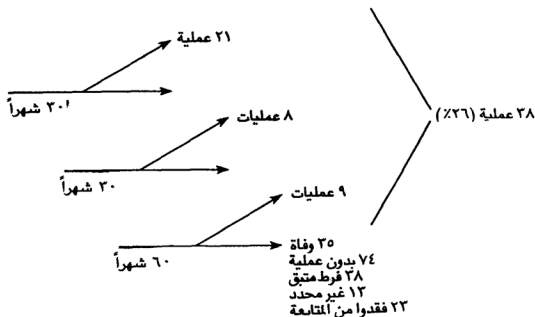 ٢١ عملية
٣٠ شهراً
٨ عمليات
٣٨ عملية (٢٦٪)
٣٠ شهراً
٩ عمليات
٦٠ شهراً
٣٥ وفاة
٧٤ بدون عملية
٣٨ فرط متبق
١٣ غير محدد
٢٣ فقدوا من المتابعة